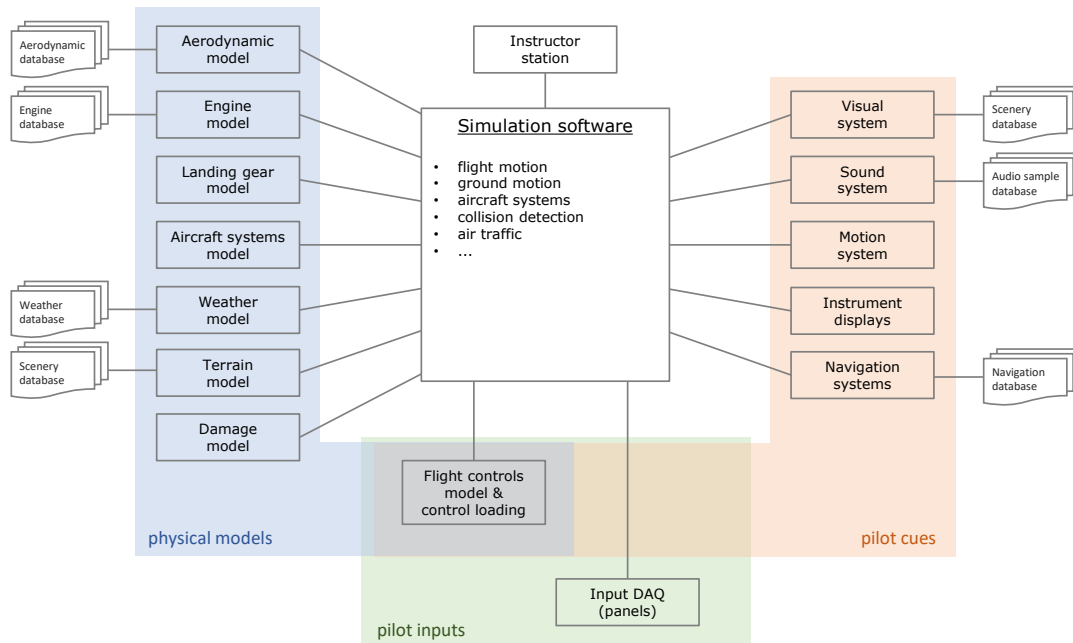 Aerodynamic
database
Aerodynamic
model
Instructor
station
Engine
database
Engine
model
Simulation software
• flight motion
• ground motion
• aircraft systems
• collision detection
• air traffic
• ...
Visual
system
Scenery
database
Landing gear
model
Sound
system
Audio sample
database
Aircraft systems
model
Motion
system
Weather
database
Weather
model
Instrument
displays
Scenery
database
Terrain
model
Navigation
systems
Navigation
database
Damage
model
Flight controls
model &
control loading
physical models
pilot cues
Input DAQ
(panels)
pilot inputs